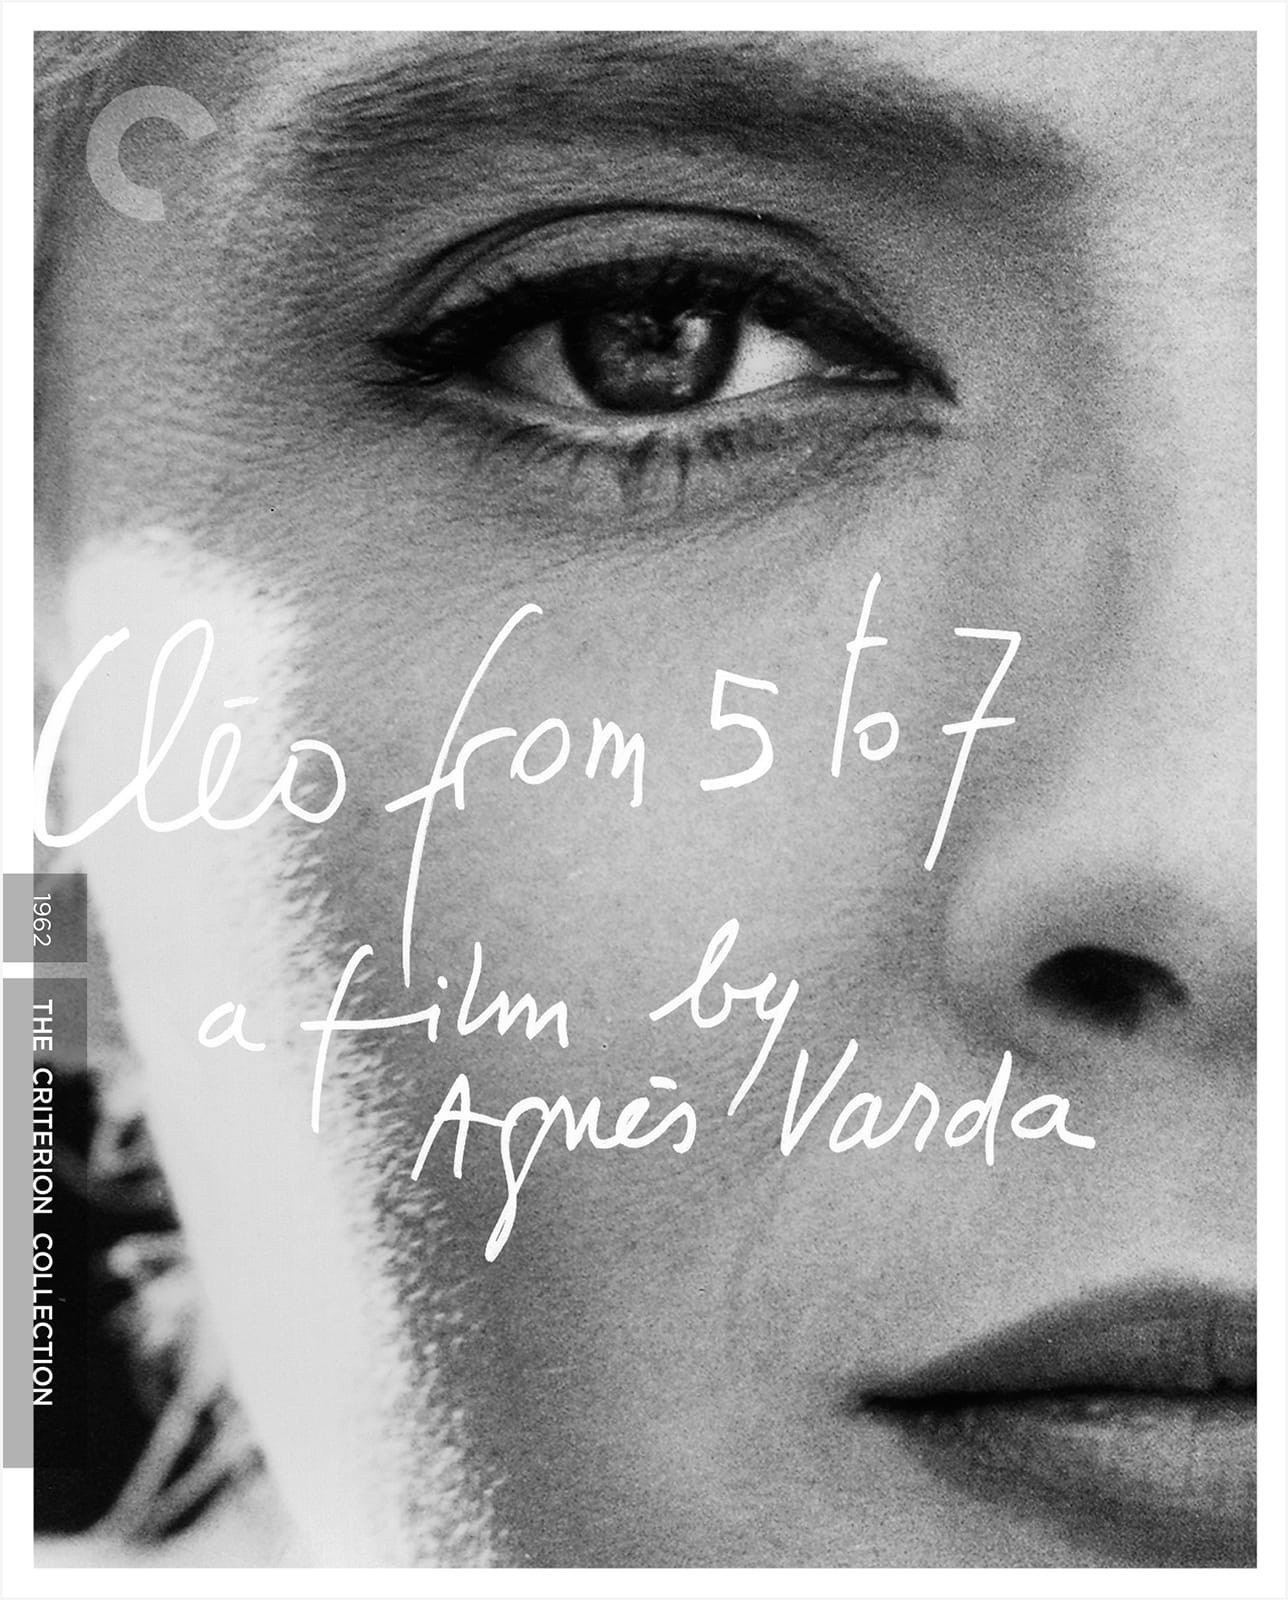 Cléo from 5 to 7
a film by
Agnès Varda
1962
THE CRITERION COLLECTION